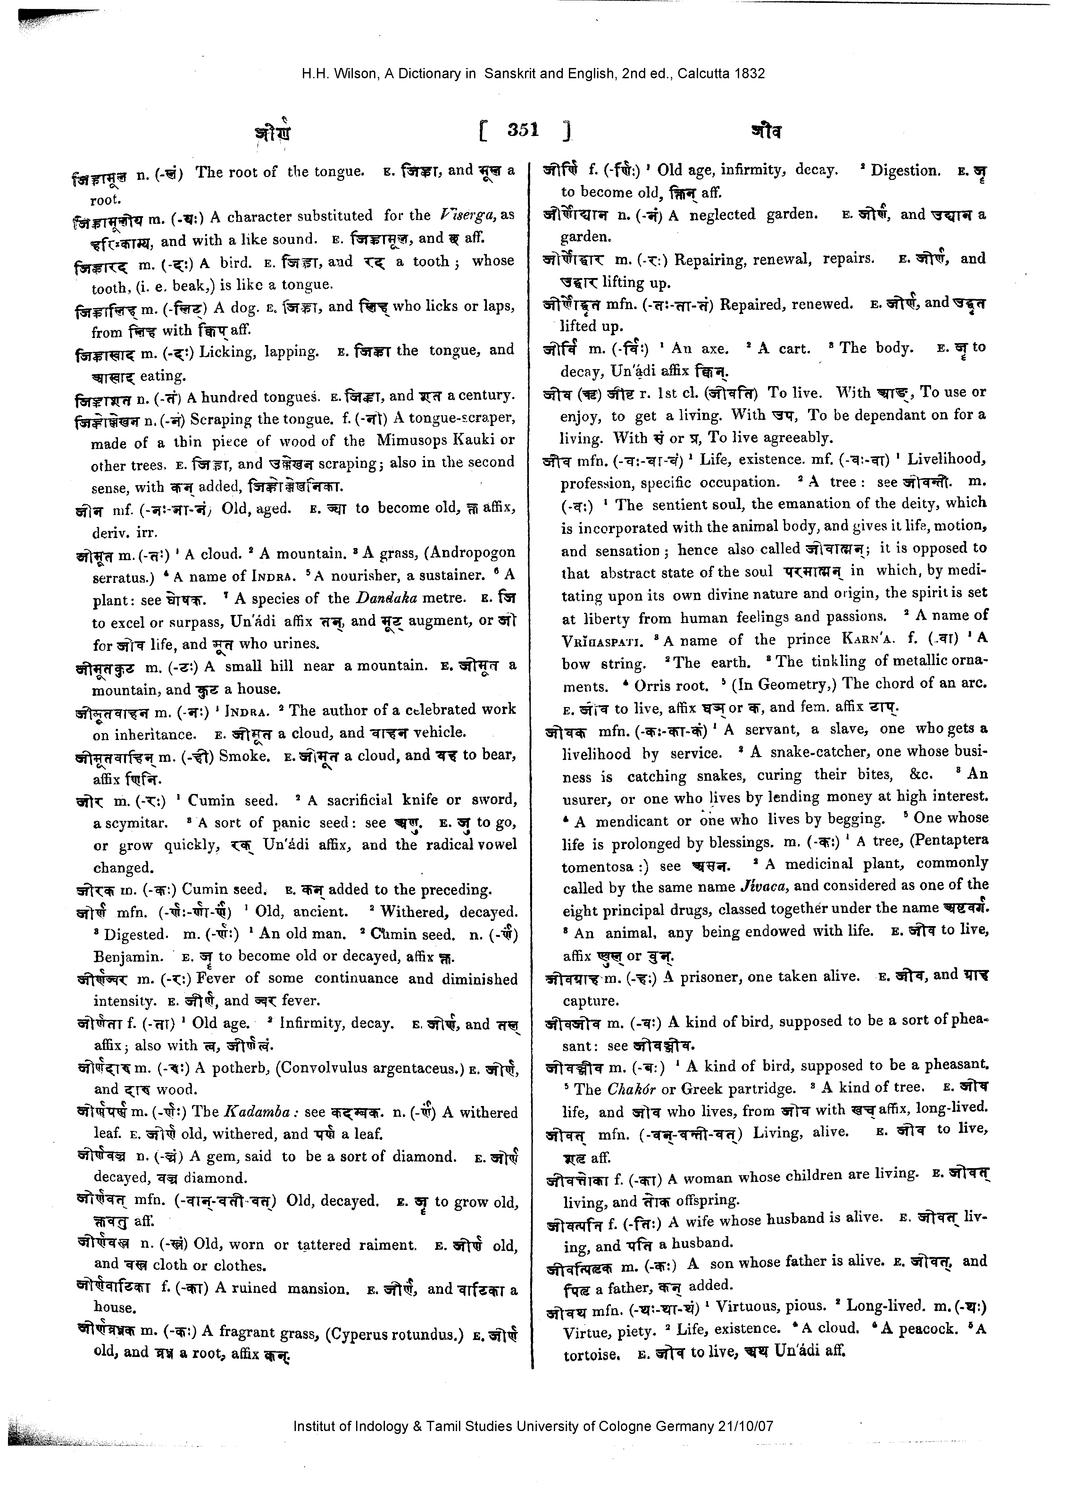 H.H. Wilson, A Dictionary in Sanskrit and English, 2nd ed., Calcutta 1832
जीर्ण [ 351 ] जीव
जिह्वामूल n. (-लं) The root of the tongue. E. जिह्वा, and मूल a
root.
जिह्वामूलीय m. (-यः) A character substituted for the Viserga, as
हरिःकाम्य, and with a like sound. E. जिह्वामूल, and छ aff.
जिह्वारद m. (-दः) A bird. E. जिह्वा, and रद a tooth; whose
tooth, (i. e. beak,) is like a tongue.
जिह्वालिह् m. (-लिट्) A dog. E. जिह्वा, and लिह् who licks or laps,
from लिह with क्विप् aff.
जिह्वास्वाद m. (-दः) Licking, lapping. E. जिह्वा the tongue, and
आस्वाद eating.
जिह्वाशत n. (-तं) A hundred tongues. E. जिह्वा, and शत a century.
जिह्वोल्लेखन n. (-नं) Scraping the tongue. f. (-नी) A tongue-scraper,
made of a thin piece of wood of the Mimusops Kauki or
other trees. E. जिह्वा, and उल्लेखन scraping; also in the second
sense, with कन् added, जिह्वोल्लेखनिका.
जीन mf. (-नः-ना-नं) Old, aged. E. ज्या to become old, क्त affix,
deriv. irr.
जीमूत m. (-तः) ¹ A cloud. ² A mountain. ³ A grass, (Andropogon
serratus.) ⁴ A name of INDRA. ⁵ A nourisher, a sustainer. ⁶ A
plant: see घोषक. ⁷ A species of the Dandaka metre. E. जि
to excel or surpass, Un'ádi affix तन्, and मूट् augment, or जी
for जीव life, and मूत who urines.
जीमूतकुट m. (-टः) A small hill near a mountain. E. जीमूत a
mountain, and कुट a house.
जीमूतवाहन m. (-नः) ¹ INDRA. ² The author of a celebrated work
on inheritance. E. जीमूत a cloud, and वाहन vehicle.
जीमूतवाहिन् m. (-ही) Smoke. E. जीमूत a cloud, and वह to bear,
affix णिनि.
जीर m. (-रः) ¹ Cumin seed. ² A sacrificial knife or sword,
a scymitar. ³ A sort of panic seed: see अणु. E. जु to go,
or grow quickly, रक् Un'ádi affix, and the radical vowel
changed.
जीरक m. (-कः) Cumin seed. E. कन् added to the preceding.
जीर्ण mfn. (-र्णः-र्णा-र्णं) ¹ Old, ancient. ² Withered, decayed.
³ Digested. m. (-र्णः) ¹ An old man. ² Cumin seed. n. (-र्णं)
Benjamin. E. जॄ to become old or decayed, affix क्त.
जीर्णज्वर m. (-रः) Fever of some continuance and diminished
intensity. E. जीर्ण, and ज्वर fever.
जीर्णता f. (-ता) ¹ Old age. ² Infirmity, decay. E. जीर्ण, and तल्
affix; also with त्व, जीर्णत्वं.
जीर्णदारु m. (-रुः) A potherb, (Convolvulus argentaceus.) E. जीर्ण,
and दारु wood.
जीर्णपर्ण m. (-र्णः) The Kadamba: see कदम्बक. n. (-र्णं) A withered
leaf. E. जीर्ण old, withered, and पर्ण a leaf.
जीर्णवज्र n. (-ज्रं) A gem, said to be a sort of diamond. E. जीर्ण
decayed, वज्र diamond.
जीर्णवत् mfn. (-वान्-वती-वत्) Old, decayed. E. जॄ to grow old,
क्तवतु aff.
जीर्णवस्त्र n. (-स्त्रं) Old, worn or tattered raiment. E. जीर्ण old,
and वस्त्र cloth or clothes.
जीर्णवाटिका f. (-का) A ruined mansion. E. जीर्ण, and वाटिका a
house.
जीर्णव्रध्नक m. (-कः) A fragrant grass, (Cyperus rotundus.) E. जीर्ण
old, and व्रध्न a root, affix कन्.
जीर्णि f. (-र्णिः) ¹ Old age, infirmity, decay. ² Digestion. E. जॄ
to become old, क्तिन् aff.
जीर्णोद्यान n. (-नं) A neglected garden. E. जीर्ण, and उद्यान a
garden.
जीर्णोद्धार m. (-रः) Repairing, renewal, repairs. E. जीर्ण, and
उद्धार lifting up.
जीर्णोद्धृत mfn. (-तः-ता-तं) Repaired, renewed. E. जीर्ण, and उद्धृत
lifted up.
जीर्वि m. (-र्विः) ¹ An axe. ² A cart. ³ The body. E. जॄ to
decay, Un'ádi affix क्विन्.
जीव (ऋ) जीवृ r. 1st cl. (जीवति) To live. With आङ्, To use or
enjoy, to get a living. With उप, To be dependant on for a
living. With सं or प्र, To live agreeably.
जीव mfn. (-वः-वा-वं) ¹ Life, existence. mf. (-वः-वा) ¹ Livelihood,
profession, specific occupation. ² A tree: see जीवन्ती. m.
(-वः) ¹ The sentient soul, the emanation of the deity, which
is incorporated with the animal body, and gives it life, motion,
and sensation; hence also called जीवात्मन्; it is opposed to
that abstract state of the soul परमात्मन् in which, by medi-
tating upon its own divine nature and origin, the spirit is set
at liberty from human feelings and passions. ² A name of
VRIHASPATI. ³ A name of the prince KARN'A. f. (-वा) ¹ A
bow string. ² The earth. ³ The tinkling of metallic orna-
ments. ⁴ Orris root. ⁵ (In Geometry,) The chord of an arc.
E. जीव to live, affix घञ् or क, and fem. affix टाप्.
जीवक mfn. (-कः-का-कं) ¹ A servant, a slave, one who gets a
livelihood by service. ² A snake-catcher, one whose busi-
ness is catching snakes, curing their bites, &c. ³ An
usurer, or one who lives by lending money at high interest.
⁴ A mendicant or one who lives by begging. ⁵ One whose
life is prolonged by blessings. m. (-कः) ¹ A tree, (Pentaptera
tomentosa:) see असन. ² A medicinal plant, commonly
called by the same name Jívaca, and considered as one of the
eight principal drugs, classed together under the name अष्टवर्ग.
³ An animal, any being endowed with life. E. जीव to live,
affix ण्वुल् or वुन्.
जीवग्राह m. (-हः) A prisoner, one taken alive. E. जीव, and ग्राह
capture.
जीवजीव m. (-वः) A kind of bird, supposed to be a sort of phea-
sant: see जीवञ्जीव.
जीवञ्जीव m. (-वः) ¹ A kind of bird, supposed to be a pheasant.
⁵ The Chakór or Greek partridge. ³ A kind of tree. E. जीव
life, and जीव who lives, from जीव with खच् affix, long-lived.
जीवत् mfn. (-वन्-वन्ती-वत्) Living, alive. E. जीव to live,
शतृ aff.
जीवत्तोका f. (-का) A woman whose children are living. E. जीवत्
living, and तोक offspring.
जीवत्पति f. (-तिः) A wife whose husband is alive. E. जीवत् liv-
ing, and पति a husband.
जीवत्पितृक m. (-कः) A son whose father is alive. E. जीवत्, and
पितृ a father, कन् added.
जीवथ mfn. (-थः-था-थं) ¹ Virtuous, pious. ² Long-lived. m. (-थः)
Virtue, piety. ² Life, existence. ³ A cloud. ⁴ A peacock. ⁵ A
tortoise. E. जीव to live, अथ Un'ádi aff.
Institut of Indology & Tamil Studies University of Cologne Germany 21/10/07